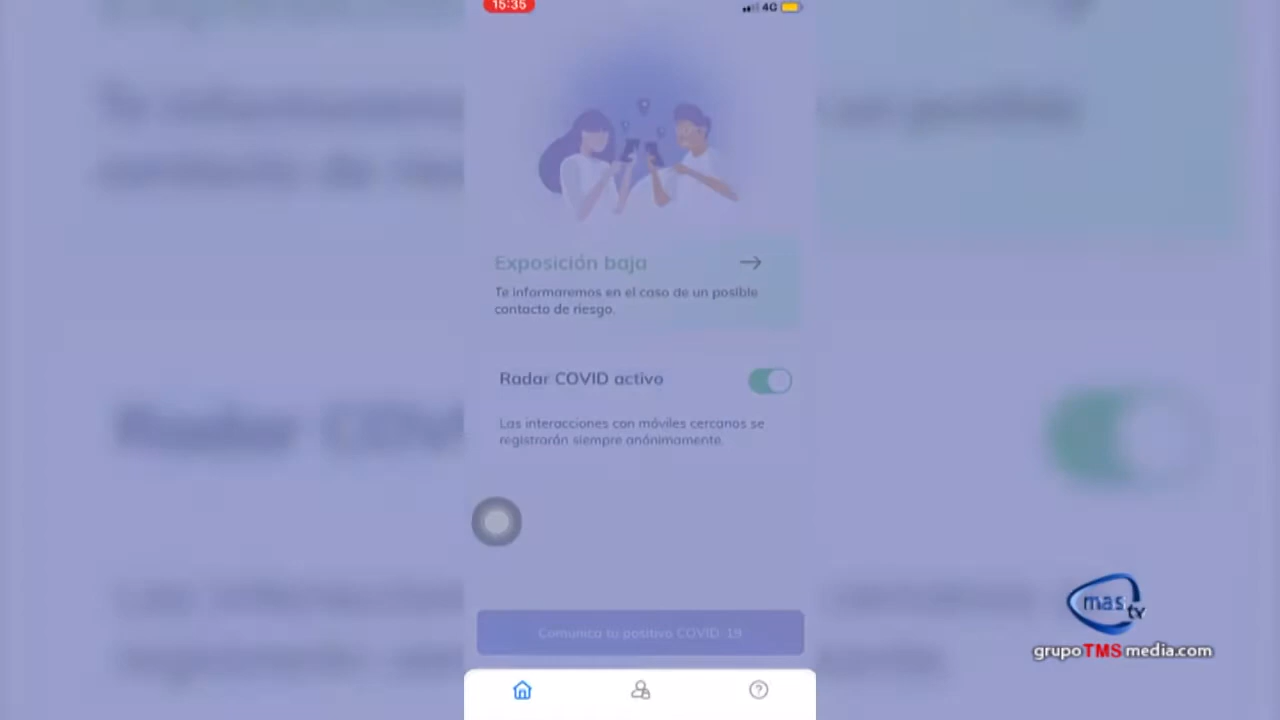 15:35
4G
Exposición baja
Te informaremos en el caso de un posible
contacto de riesgo.
Radar COVID activo
Las interacciones con móviles cercanos se
registrarán siempre anónimamente.
Comunica tu positivo COVID-19
mas tv
grupoTMSmedia.com